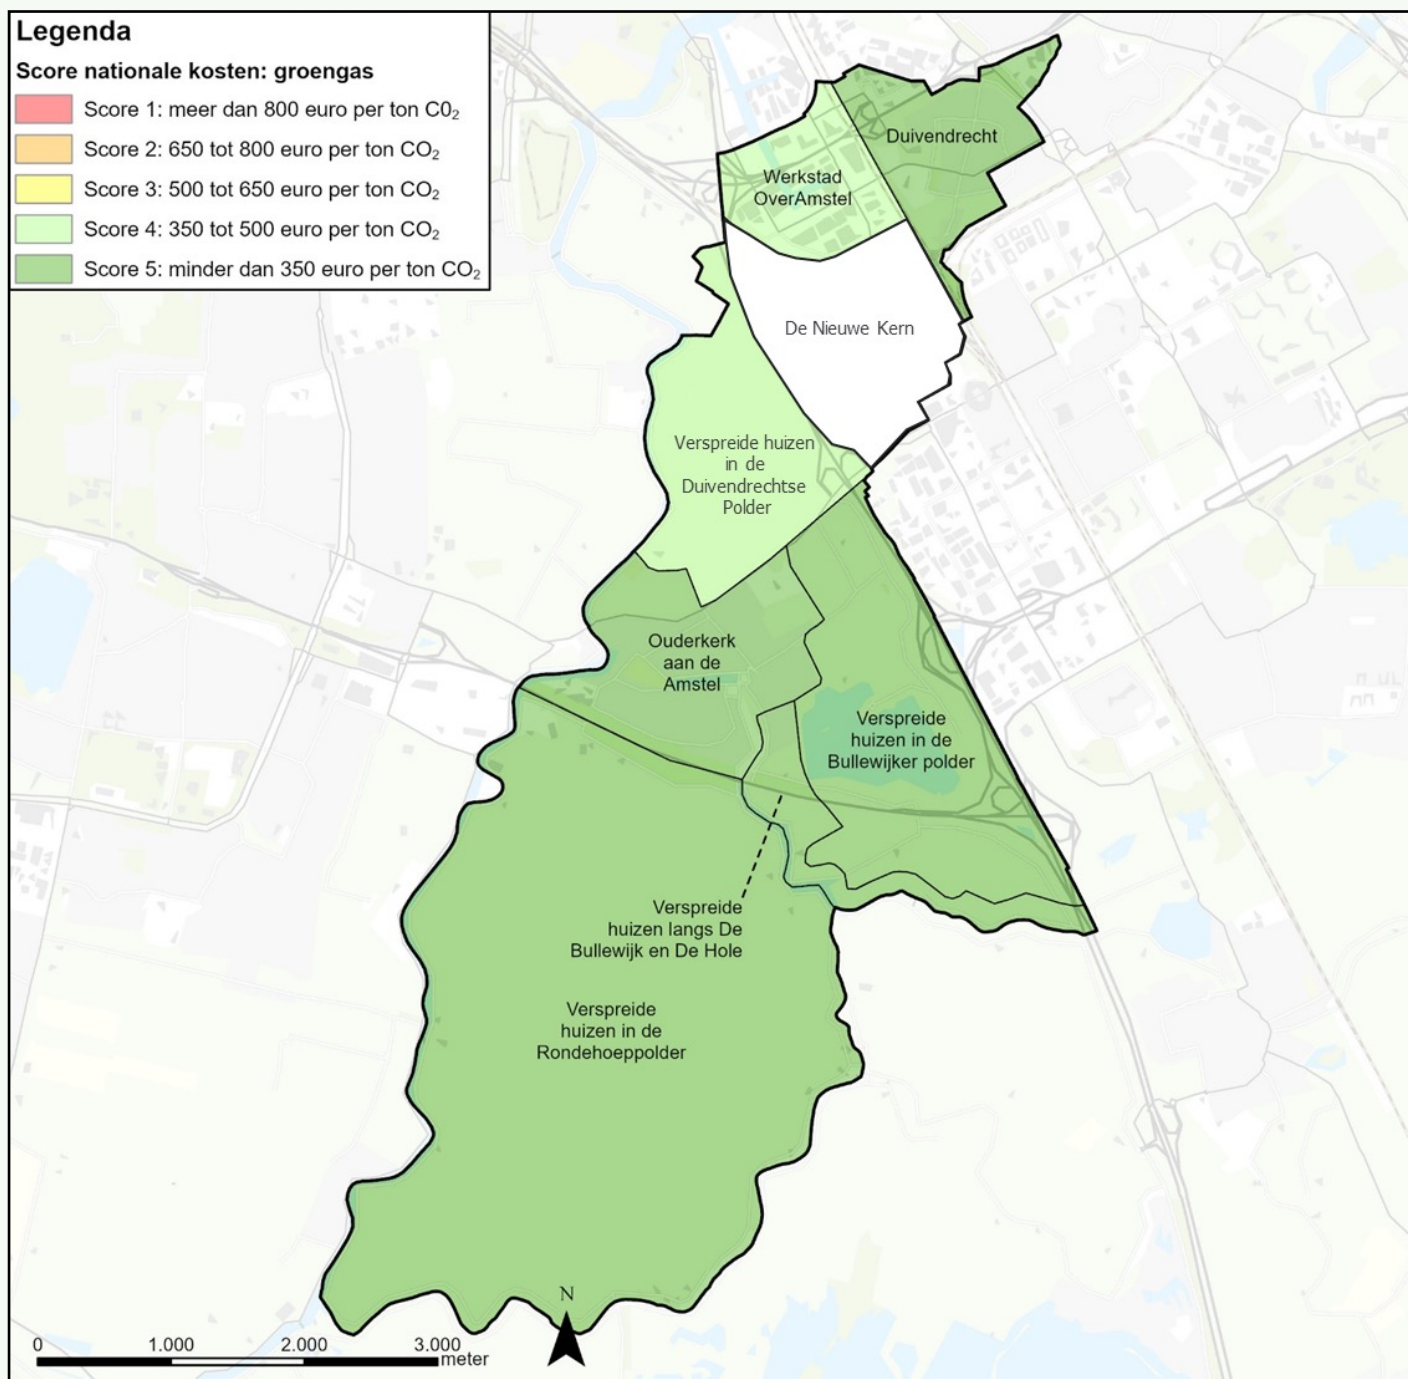 Legenda
Score nationale kosten: groengas
Score 1: meer dan 800 euro per ton C0₂
Score 2: 650 tot 800 euro per ton CO₂
Score 3: 500 tot 650 euro per ton CO₂
Score 4: 350 tot 500 euro per ton CO₂
Score 5: minder dan 350 euro per ton CO₂
Duivendrecht
Werkstad
OverAmstel
De Nieuwe Kern
Verspreide huizen
in de
Duivendrechtse
Polder
Ouderkerk
aan de
Amstel
Verspreide
huizen in de
Bullewijker polder
Verspreide
huizen langs De
Bullewijk en De Hole
Verspreide
huizen in de
Rondehoeppolder
N
0 1.000 2.000 3.000
meter